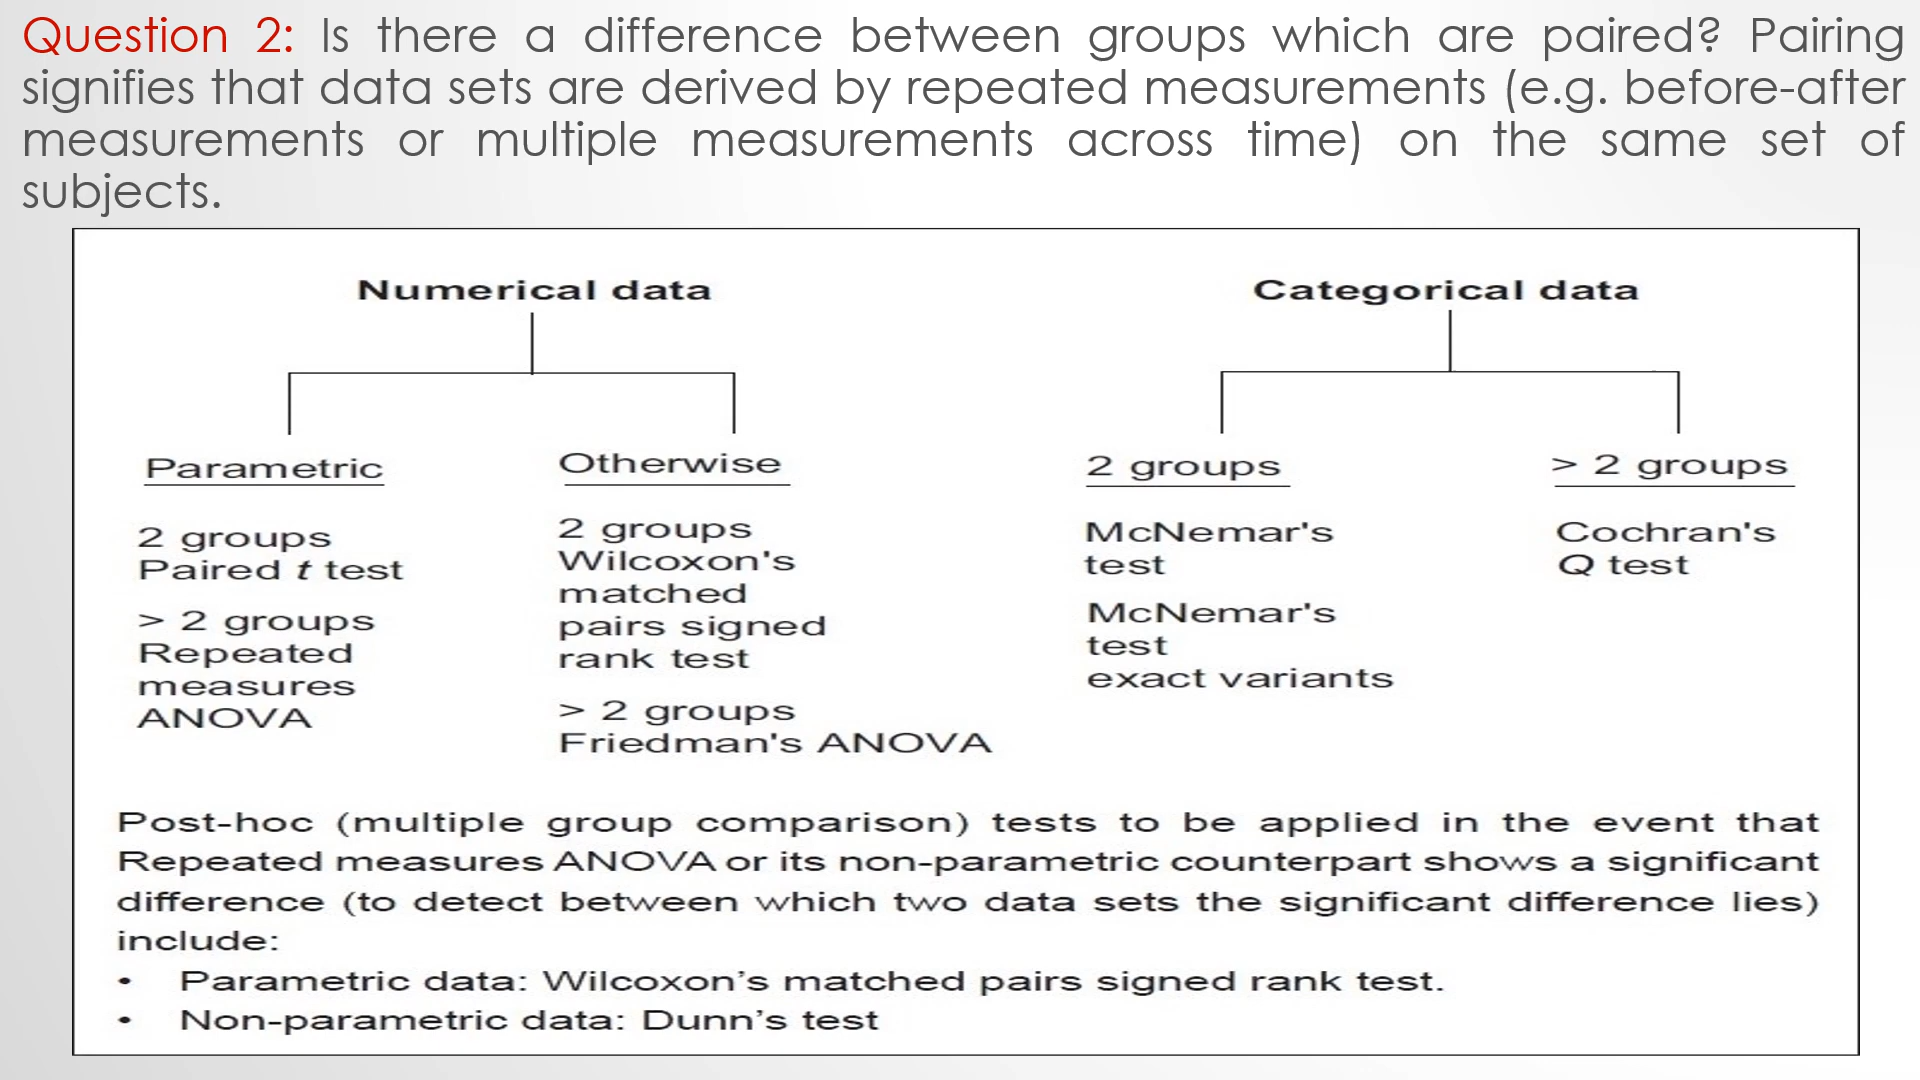 Question 2: Is there a difference between groups which are paired? Pairing
signifies that data sets are derived by repeated measurements (e.g. before-after
measurements or multiple measurements across time) on the same set of
subjects.
Numerical data
Categorical data
Parametric
2 groups
Paired t test
> 2 groups
Repeated
measures
ANOVA
Otherwise
2 groups
Wilcoxon's
matched
pairs signed
rank test
> 2 groups
Friedman's ANOVA
2 groups
McNemar's
test
McNemar's
test
exact variants
> 2 groups
Cochran's
Q test
Post-hoc (multiple group comparison) tests to be applied in the event that
Repeated measures ANOVA or its non-parametric counterpart shows a significant
difference (to detect between which two data sets the significant difference lies)
include:
• Parametric data: Wilcoxon’s matched pairs signed rank test.
• Non-parametric data: Dunn’s test